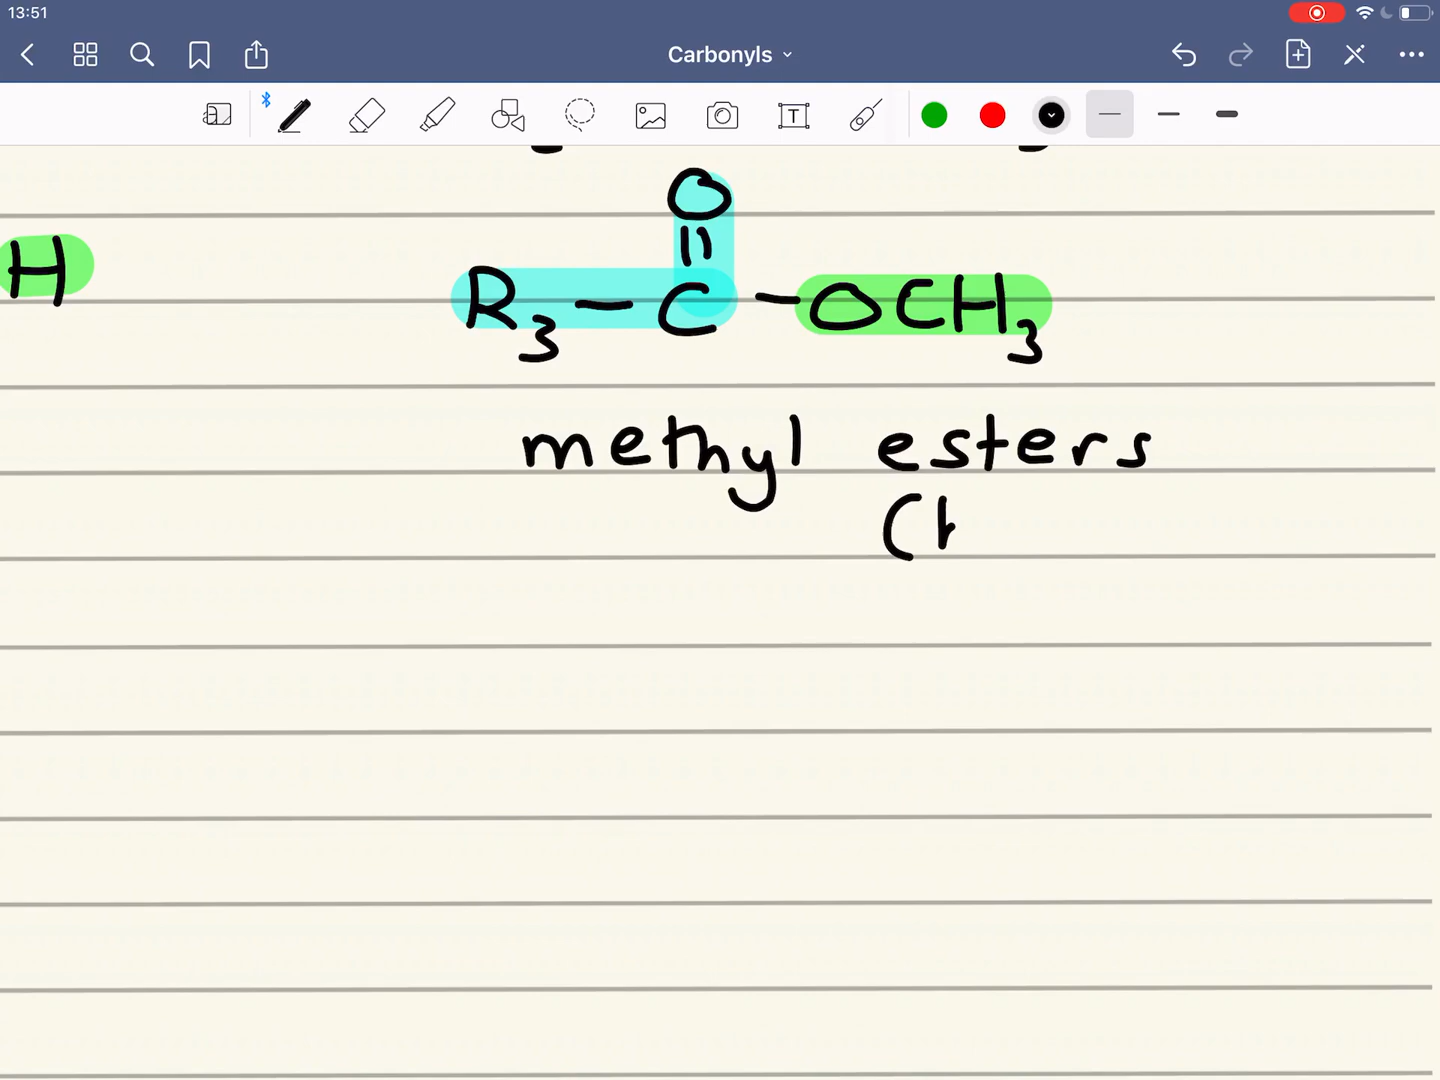 13:51
Carbonyls
T
O
H
R₃ — C — OCH₃
methyl esters
(